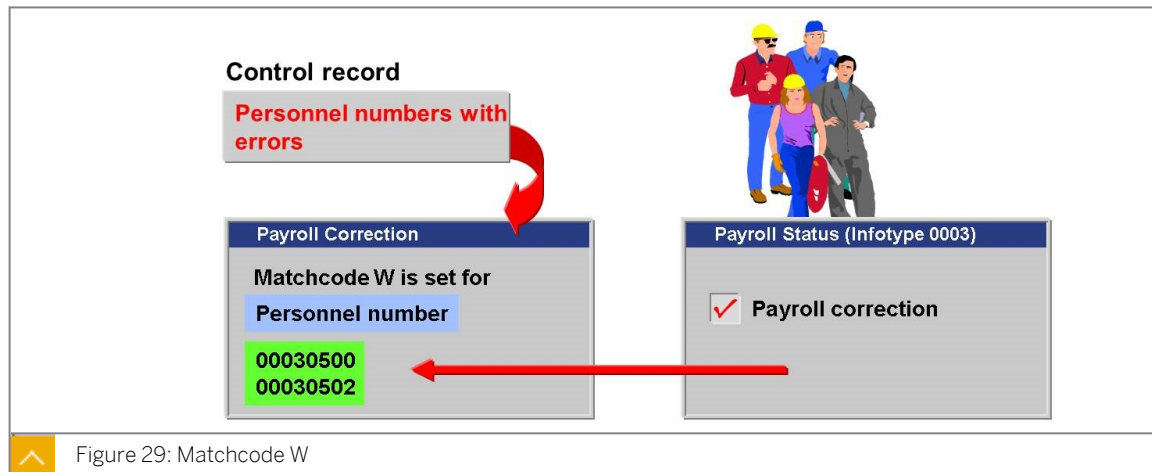 Control record
Personnel numbers with
errors
Payroll Correction
Matchcode W is set for
Personnel number
00030500
00030502
Payroll Status (Infotype 0003)
Payroll correction
Figure 29: Matchcode W